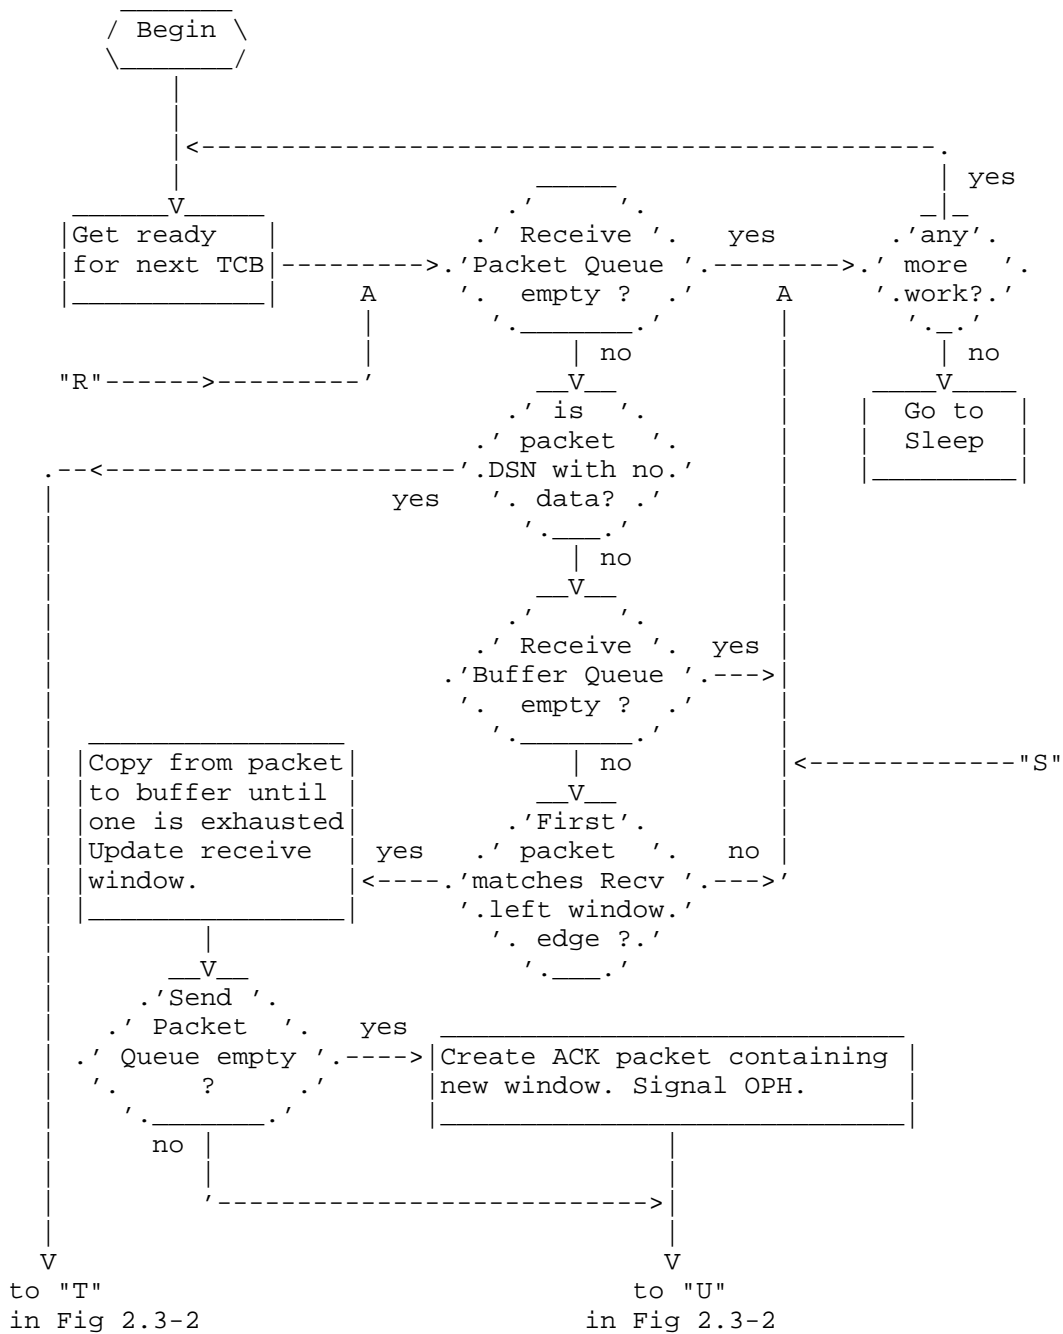 Begin
yes
Get ready
for next TCB
Receive
Packet Queue
empty ?
yes
any
more
work?
"R"
no
no
is
packet
DSN with no
data?
yes
Go to
Sleep
no
Receive
Buffer Queue
empty ?
yes
no
"S"
Copy from packet
to buffer until
one is exhausted
Update receive
window.
yes
First
packet
matches Recv
left window
edge ?
no
Send
Packet
Queue empty
?
yes
Create ACK packet containing
new window. Signal OPH.
no
to "T"
in Fig 2.3-2
to "U"
in Fig 2.3-2